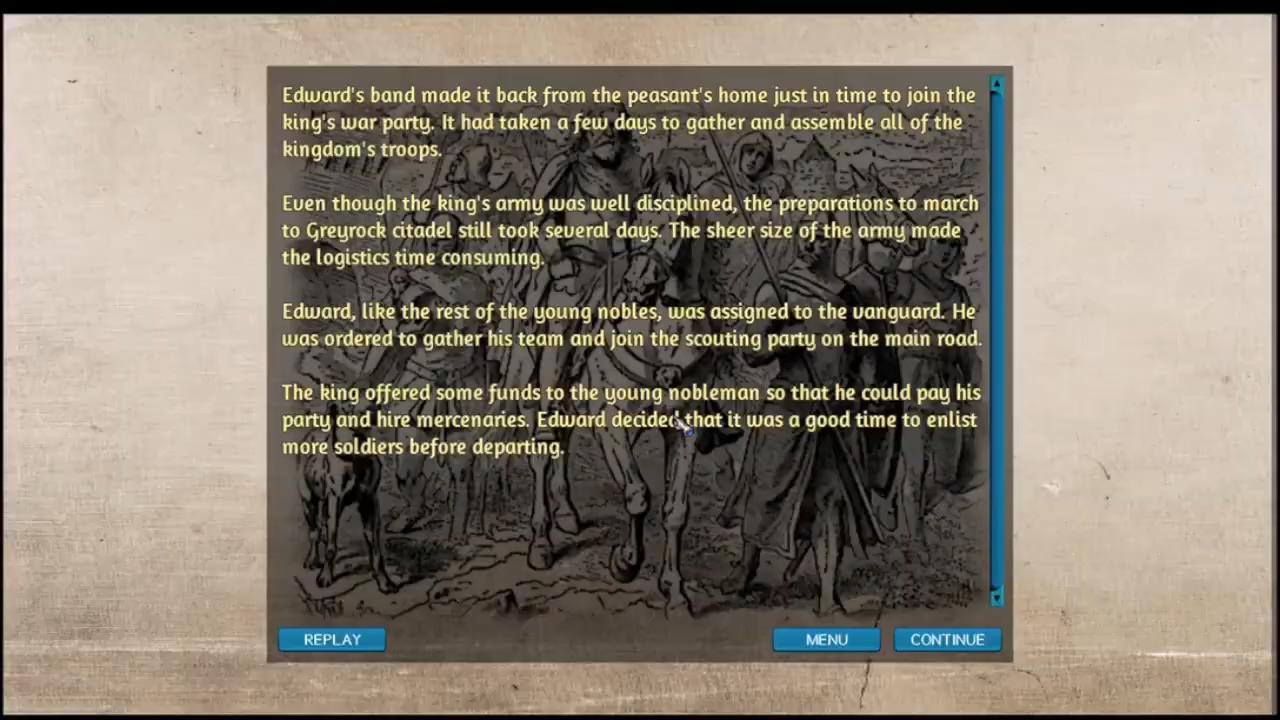 Edward's band made it back from the peasant's home just in time to join the
king's war party. It had taken a few days to gather and assemble all of the
kingdom's troops.
Even though the king's army was well disciplined, the preparations to march
to Greyrock citadel still took several days. The sheer size of the army made
the logistics time consuming.
Edward, like the rest of the young nobles, was assigned to the vanguard. He
was ordered to gather his team and join the scouting party on the main road.
The king offered some funds to the young nobleman so that he could pay his
party and hire mercenaries. Edward decided that it was a good time to enlist
more soldiers before departing.
REPLAY MENU CONTINUE